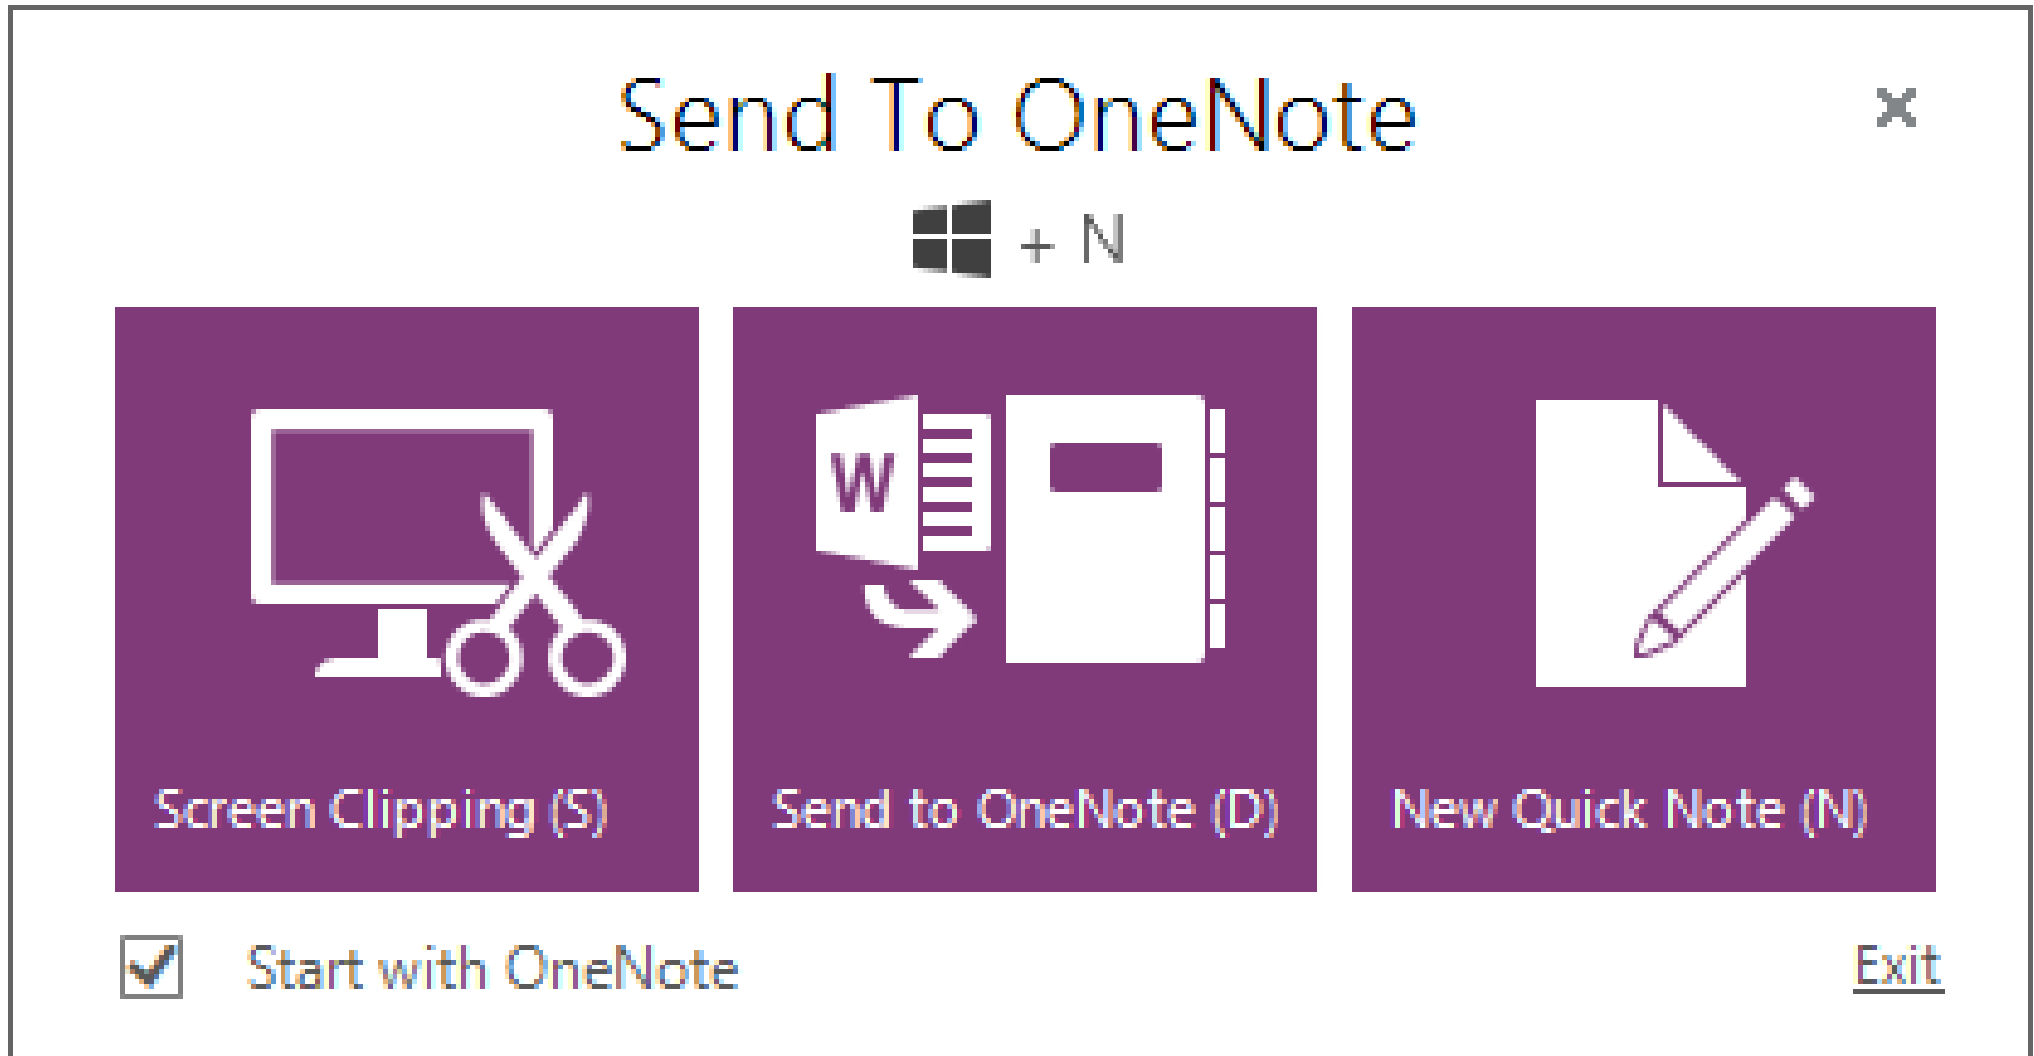 Send To OneNote
+ N
W
Screen Clipping (S)
Send to OneNote (D)
New Quick Note (N)
Start with OneNote
Exit